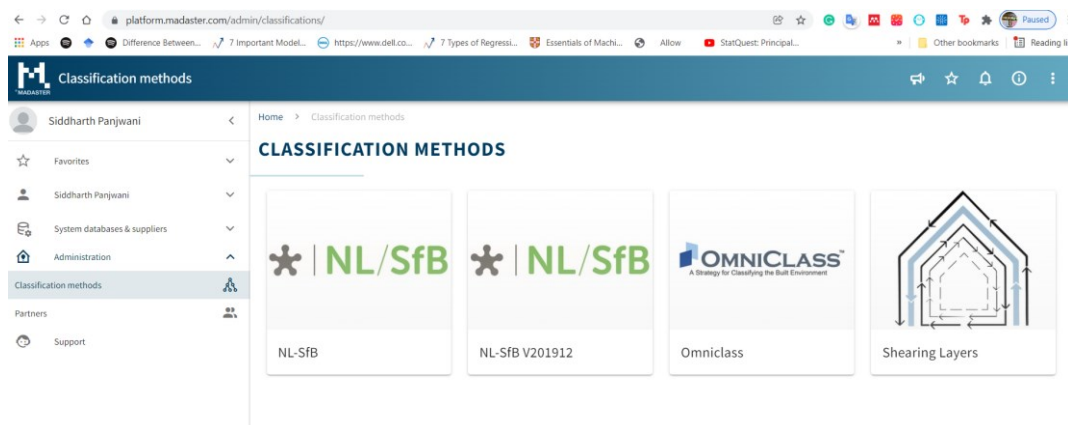 platform.madaster.com/admin/classifications/
Paused
Apps
Difference Between...
7 Important Model...
https://www.dell.co...
7 Types of Regressi...
Essentials of Machi...
Allow
StatQuest: Principal...
»
Other bookmarks
Reading li
MADASTER
Classification methods
Siddharth Panjwani
Home > Classification methods
CLASSIFICATION METHODS
Favorites
Siddharth Panjwani
System databases & suppliers
Administration
Classification methods
Partners
Support
NL/SfB
NL-SfB
NL/SfB
NL-SfB V201912
OMNICLASS™
A Strategy for Classifying the Built Environment
Omniclass
Shearing Layers